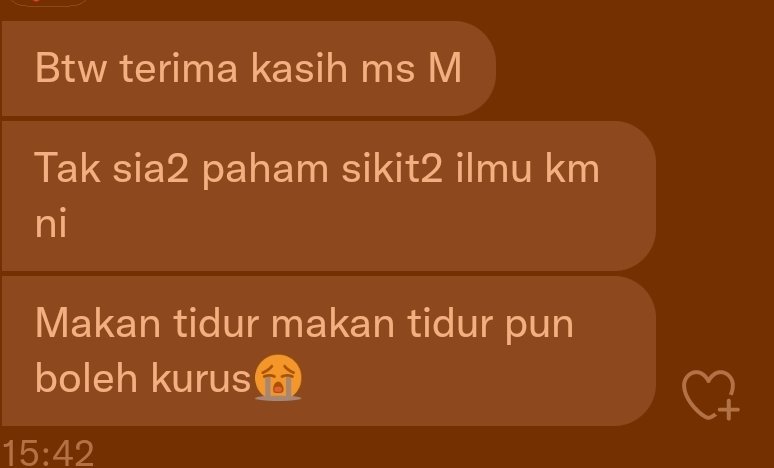 Btw terima kasih ms M
Tak sia2 paham sikit2 ilmu km
ni
Makan tidur makan tidur pun
boleh kurus😭
15:42